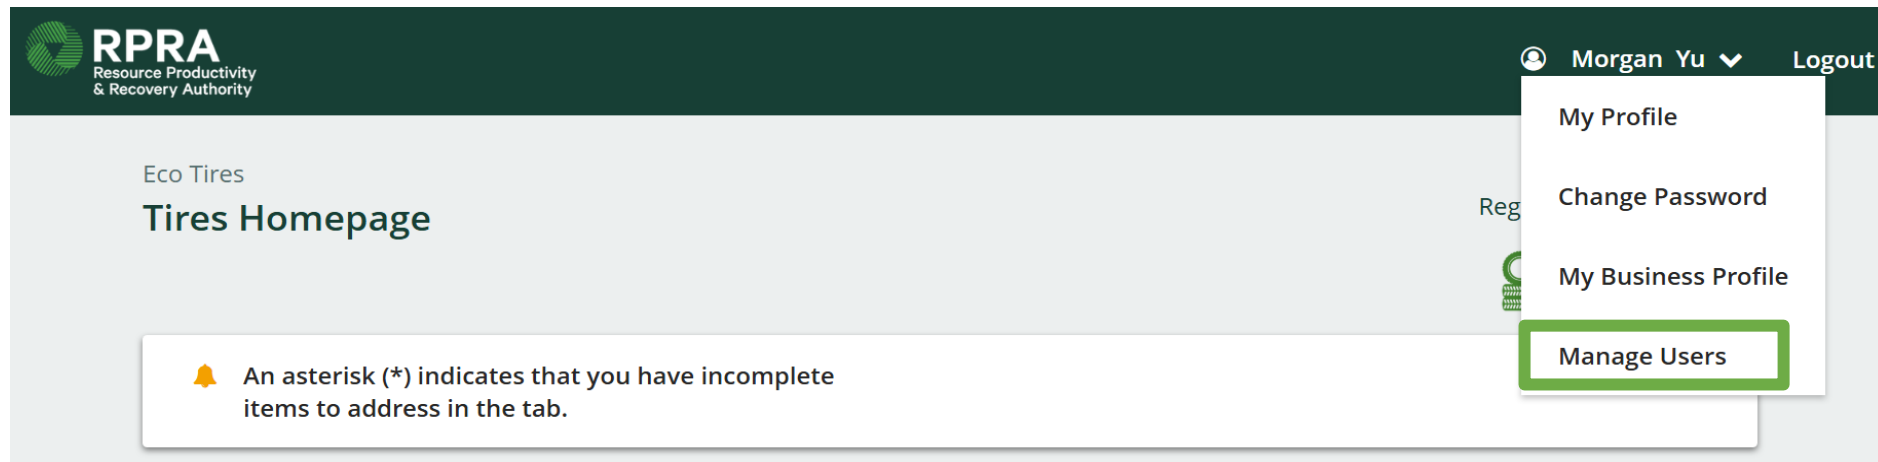 RPRA
Resource Productivity
& Recovery Authority
Morgan Yu
Logout
My Profile
Change Password
My Business Profile
Manage Users
Eco Tires
Tires Homepage
Reg
An asterisk (*) indicates that you have incomplete
items to address in the tab.